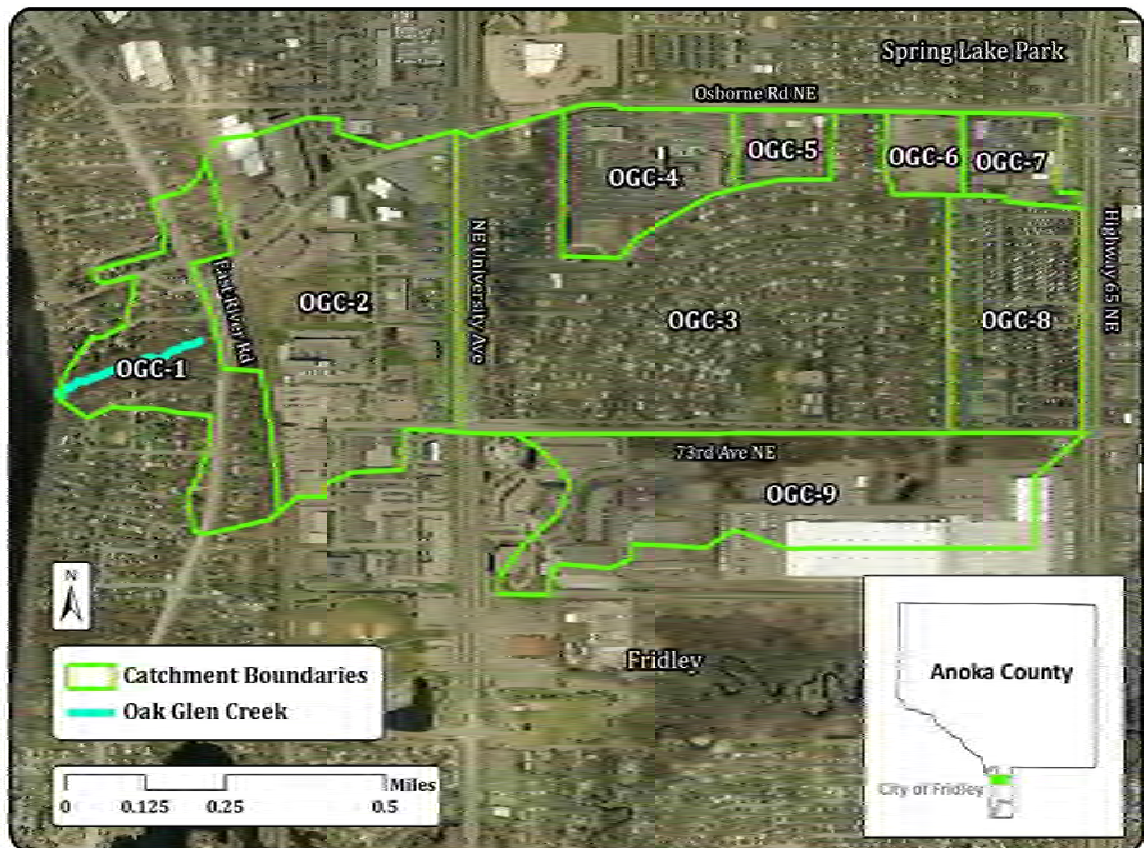 Spring Lake Park
Osborne Rd NE
OGC-4
OGC-5
OGC-6
OGC-7
NE University Ave
Highway 65 NE
East River Rd
OGC-2
OGC-3
OGC-8
OGC-1
73rd Ave NE
OGC-9
N
Fridley
Catchment Boundaries
Oak Glen Creek
Miles
0 0.125 0.25 0.5
Anoka County
City of Fridley